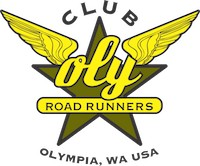 CLUB
oly
ROAD RUNNERS
OLYMPIA, WA USA